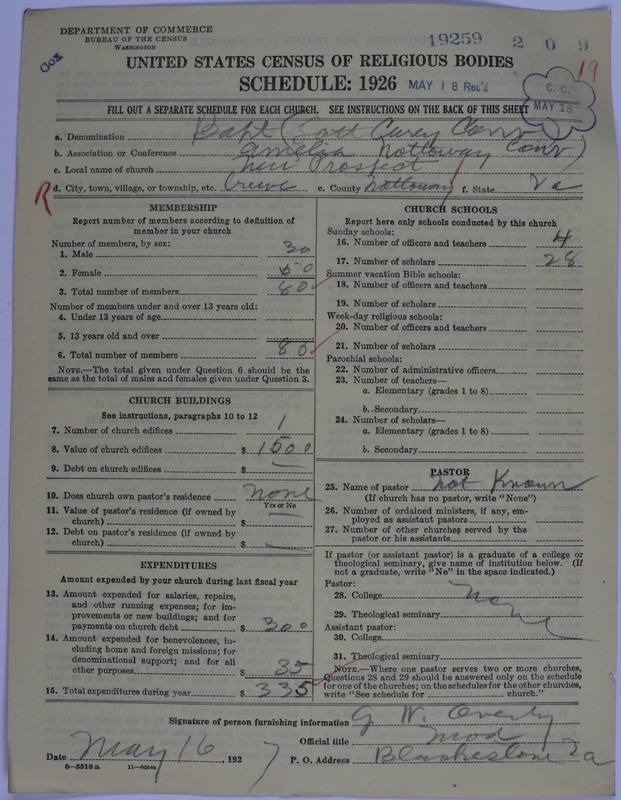 DEPARTMENT OF COMMERCE
BUREAU OF THE CENSUS
WASHINGTON
19259 209
19
UNITED STATES CENSUS OF RELIGIOUS BODIES
SCHEDULE: 1926
MAY 18 Rec'd
C. C.
MAY 18
FILL OUT A SEPARATE SCHEDULE FOR EACH CHURCH. SEE INSTRUCTIONS ON THE BACK OF THIS SHEET
a. Denomination Bapt (Lott Carey Conv
b. Association or Conference Amelia Nottoway Conv)
c. Local name of church New Prospect
R
d. City, town, village, or township, etc. Crewe e. County Nottoway f. State Va
MEMBERSHIP
Report number of members according to definition of member in your church
Number of members, by sex:
1. Male 30
2. Female 50
3. Total number of members 80
Number of members under and over 13 years old:
4. Under 13 years of age
5. 13 years old and over
6. Total number of members 80
NOTE.—The total given under Question 6 should be the same as the total of males and females given under Question 3.
CHURCH BUILDINGS
See instructions, paragraphs 10 to 12
7. Number of church edifices 1
8. Value of church edifices $1500
9. Debt on church edifices $ —
10. Does church own pastor's residence none
Yes or No
11. Value of pastor's residence (if owned by church) $ —
12. Debt on pastor's residence (if owned by church) $ —
EXPENDITURES
Amount expended by your church during last fiscal year
13. Amount expended for salaries, repairs, and other running expenses; for improvements or new buildings; and for payments on church debt $300
14. Amount expended for benevolences, including home and foreign missions; for denominational support; and for all other purposes $35
15. Total expenditures during year $335
CHURCH SCHOOLS
Report here only schools conducted by this church
Sunday schools:
16. Number of officers and teachers 4
17. Number of scholars 28
Summer vacation Bible schools:
18. Number of officers and teachers
19. Number of scholars
Week-day religious schools:
20. Number of officers and teachers
21. Number of scholars
Parochial schools:
22. Number of administrative officers
23. Number of teachers—
a. Elementary (grades 1 to 8)
b. Secondary
24. Number of scholars—
a. Elementary (grades 1 to 8)
b. Secondary
PASTOR
25. Name of pastor not Known
(If church has no pastor, write "None")
26. Number of ordained ministers, if any, employed as assistant pastors
27. Number of other churches served by the pastor or his assistants
If pastor (or assistant pastor) is a graduate of a college or theological seminary, give name of institution below. (If not a graduate, write "No" in the space indicated.)
Pastor:
28. College none
29. Theological seminary
Assistant pastor:
30. College
31. Theological seminary
NOTE.—Where one pastor serves two or more churches, Questions 28 and 29 should be answered only on the schedule for one of the churches; on the schedules for the other churches, write "See schedule for church."
Signature of person furnishing information G. W. Overly
Official title Mod
Date May 16, 1927 P. O. Address Blackstone Va
8-5518a 11-9054a